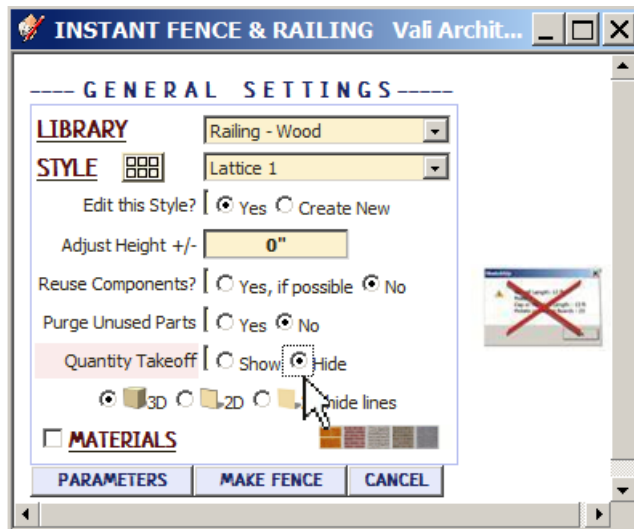 INSTANT FENCE & RAILING Vali Archit...
---- GENERAL SETTINGS-----
LIBRARY Railing - Wood
STYLE Lattice 1
Edit this Style? Yes Create New
Adjust Height +/- 0"
Reuse Components? Yes, if possible No
Purge Unused Parts Yes No
Quantity Takeoff Show Hide
3D 2D hide lines
MATERIALS
PARAMETERS MAKE FENCE CANCEL